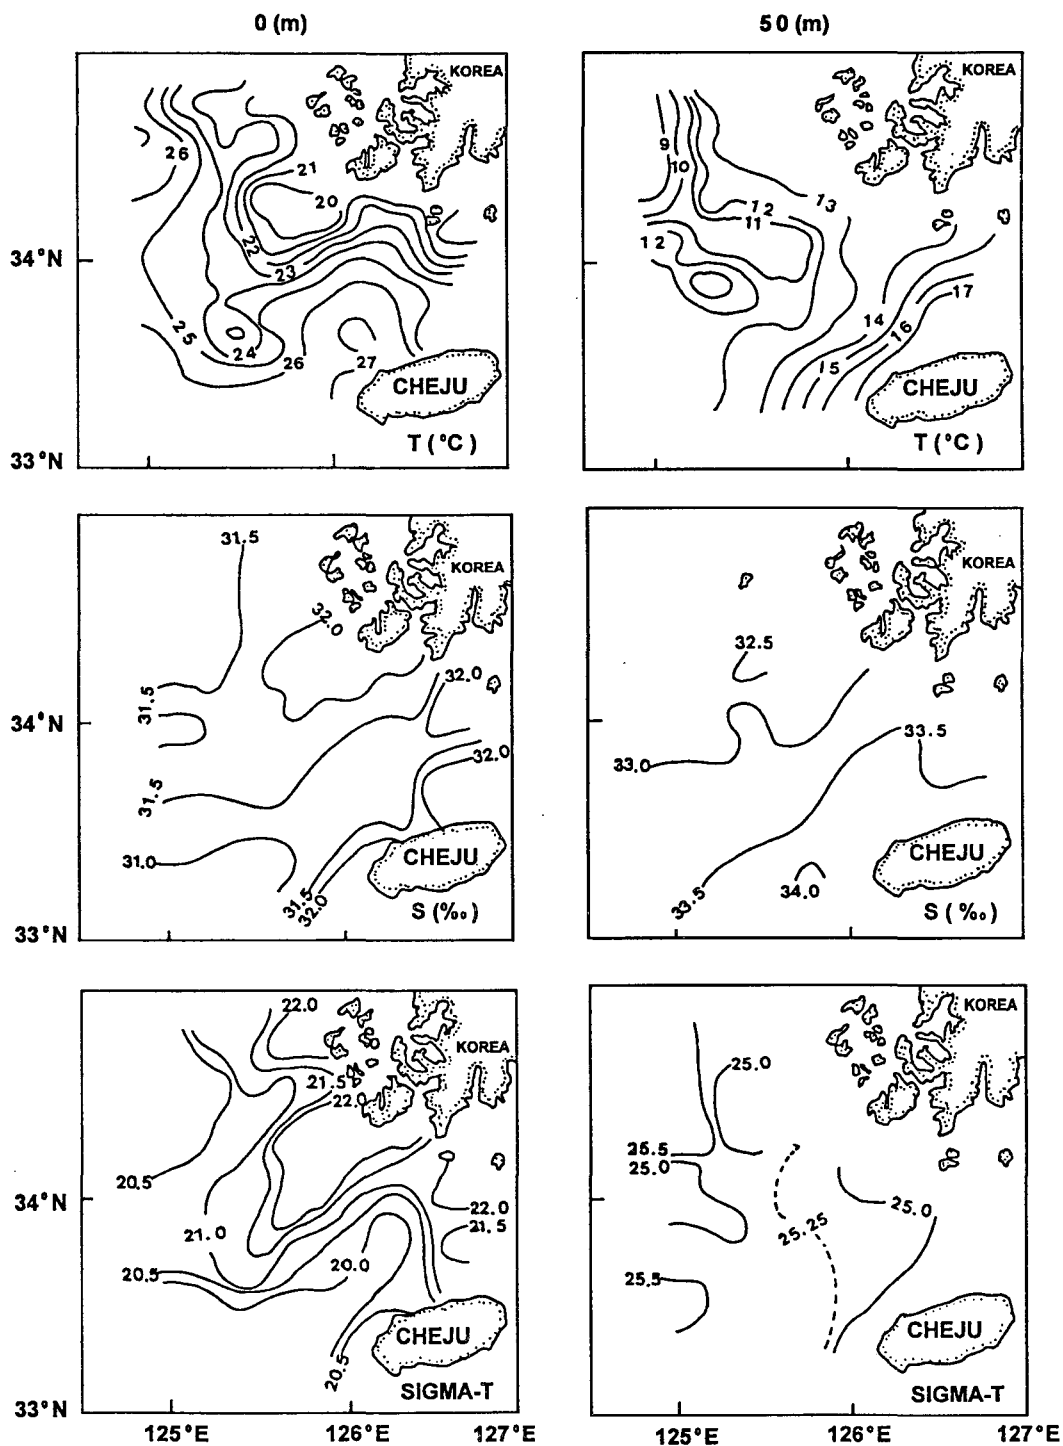 0 (m)
50 (m)
KOREA
26
21
20
22
23
25
24
26
27
CHEJU
T (°C)
34°N
33°N
KOREA
9
10
12
13
11
12
17
14
16
15
CHEJU
T (°C)
31.5
KOREA
32.0
31.5
32.0
34°N
32.0
31.5
31.0
CHEJU
31.5
32.0
S (‰)
33°N
KOREA
32.5
33.5
33.0
CHEJU
33.5
34.0
S (‰)
22.0
KOREA
21.5
22.0
20.5
34°N
22.0
21.5
21.0
20.5
20.0
CHEJU
20.5
SIGMA-T
33°N
125°E
126°E
127°E
KOREA
25.0
25.5
25.0
25.0
25.25
25.5
CHEJU
SIGMA-T
125°E
126°E
127°E